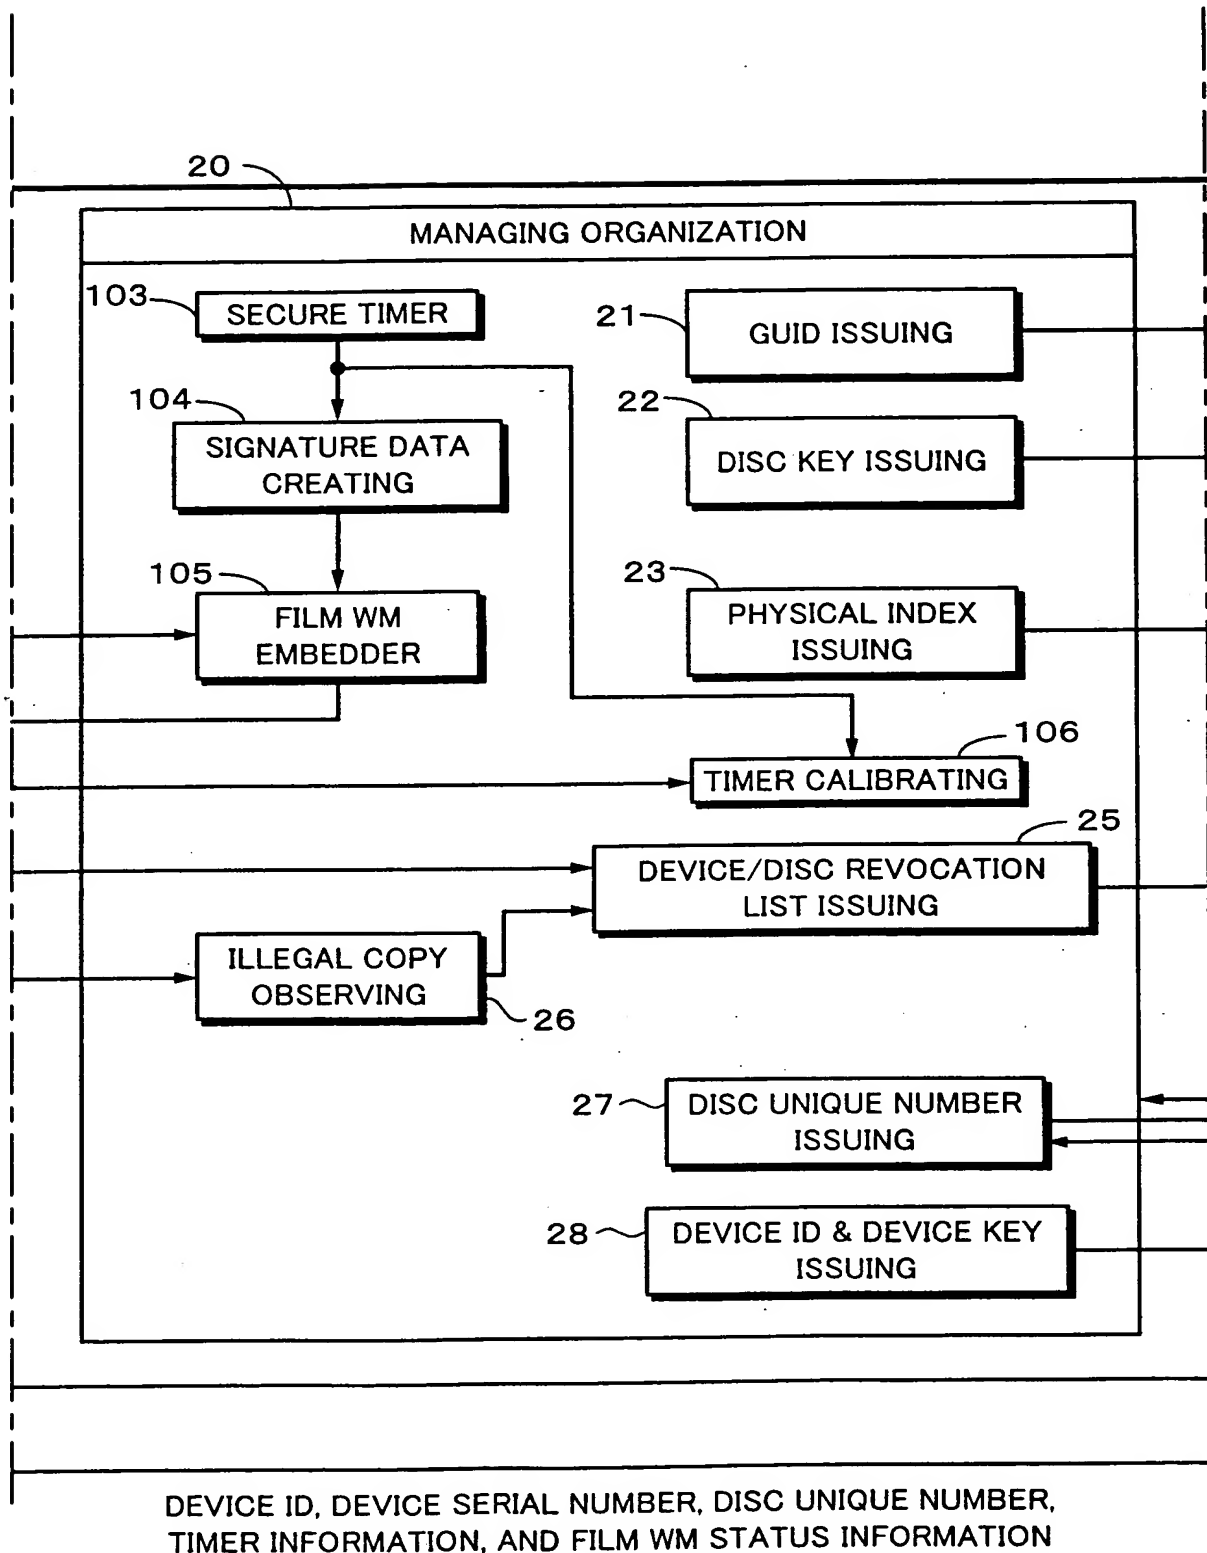 20
MANAGING ORGANIZATION
103
SECURE TIMER
21
GUID ISSUING
104
SIGNATURE DATA
CREATING
22
DISC KEY ISSUING
105
FILM WM
EMBEDDER
23
PHYSICAL INDEX
ISSUING
106
TIMER CALIBRATING
25
DEVICE/DISC REVOCATION
LIST ISSUING
ILLEGAL COPY
OBSERVING
26
27
DISC UNIQUE NUMBER
ISSUING
28
DEVICE ID & DEVICE KEY
ISSUING
DEVICE ID, DEVICE SERIAL NUMBER, DISC UNIQUE NUMBER,
TIMER INFORMATION, AND FILM WM STATUS INFORMATION